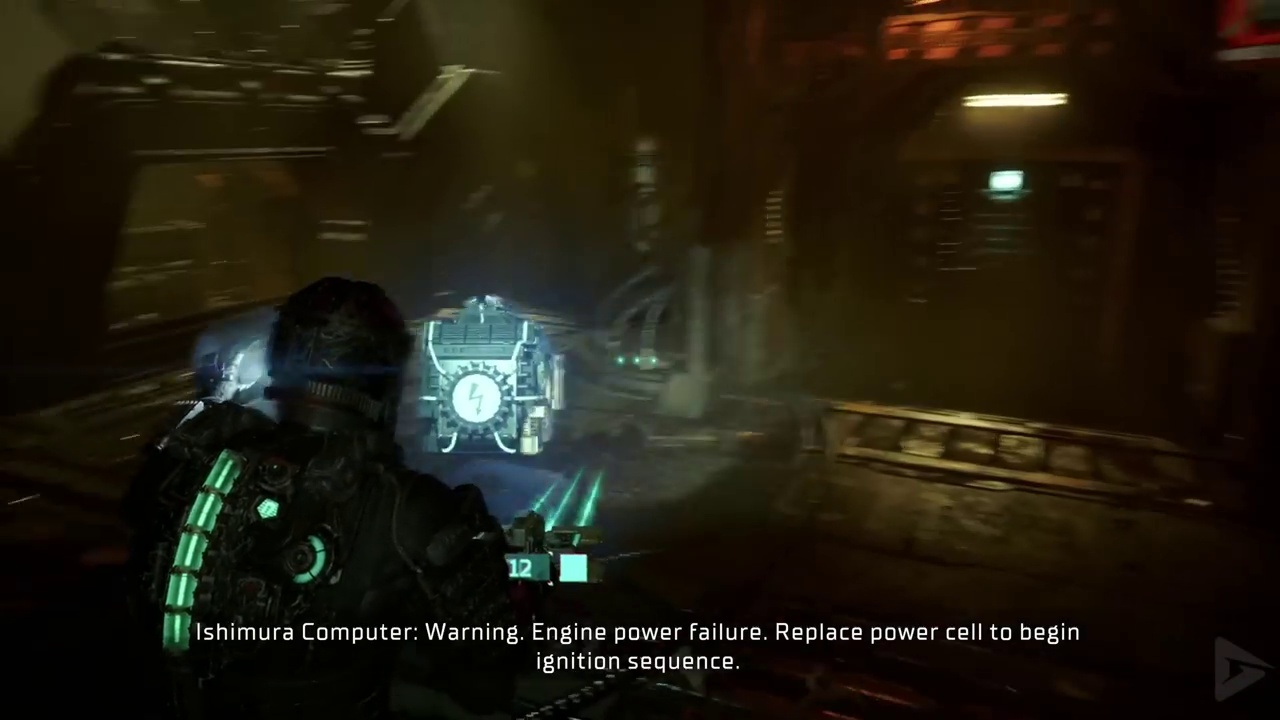 12
Ishimura Computer: Warning. Engine power failure. Replace power cell to begin
ignition sequence.